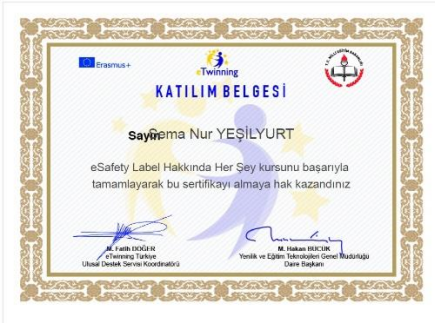 Erasmus+
eTwinning
T.C. MİLLÎ EĞİTİM BAKANLIĞI
KATILIM BELGESİ
Sayın Sema Nur YEŞİLYURT
eSafety Label Hakkında Her Şey kursunu başarıyla
tamamlayarak bu sertifikayı almaya hak kazandınız
M. Fatih DÖĞER
eTwinning Türkiye
Ulusal Destek Servisi Koordinatörü
M. Hakan BÜCÜK
Yenilik ve Eğitim Teknolojileri Genel Müdürlüğü
Daire Başkanı